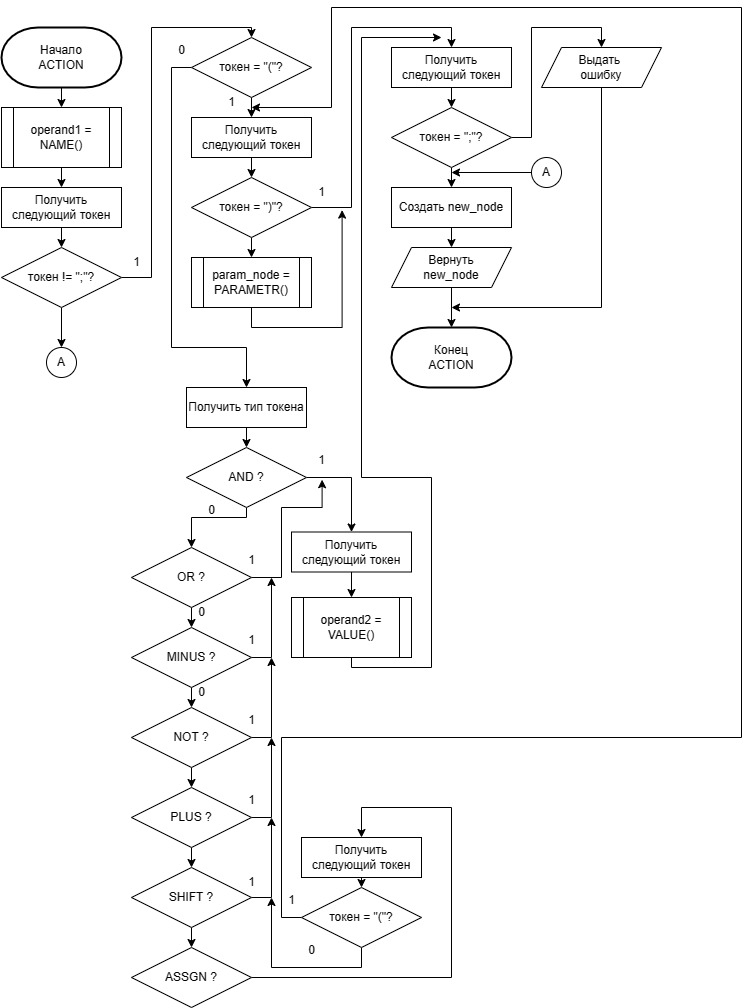 Начало
ACTION
operand1 =
NAME()
Получить
следующий токен
токен != ";"?
1
A
0
токен = "("?
1
Получить
следующий токен
токен = ")"?
1
param_node =
PARAMETR()
Получить
следующий токен
токен = ";"?
Выдать
ошибку
A
Создать new_node
Вернуть
new_node
Конец
ACTION
Получить тип токена
AND ?
1
0
Получить
следующий токен
operand2 =
VALUE()
OR ?
1
0
MINUS ?
1
0
NOT ?
1
PLUS ?
1
SHIFT ?
1
ASSGN ?
Получить
следующий токен
токен = "("?
1
0